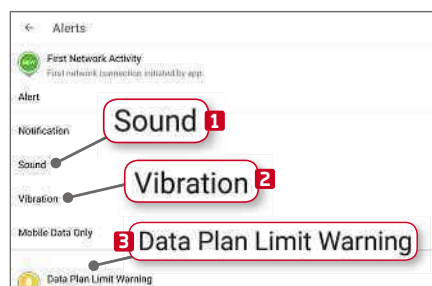 ← Alerts
NEW
First Network Activity
First network connection initiated by app.
Alert
Notification
Sound 1
Sound
Vibration 2
Vibration
Mobile Data Only
3 Data Plan Limit Warning
Data Plan Limit Warning